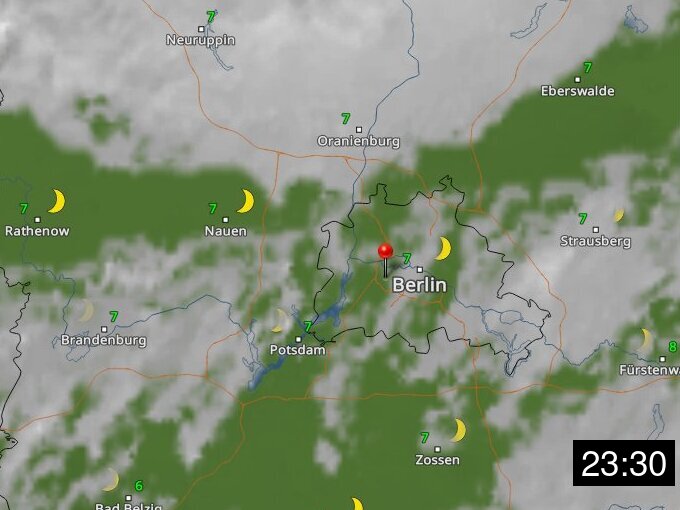 7
Neuruppin
7
Eberswalde
7
Oranienburg
7
Rathenow
7
Nauen
7
Strausberg
7
Berlin
7
Brandenburg
7
Potsdam
8
Fürstenwa
7
Zossen
23:30
6
Bad Belzig